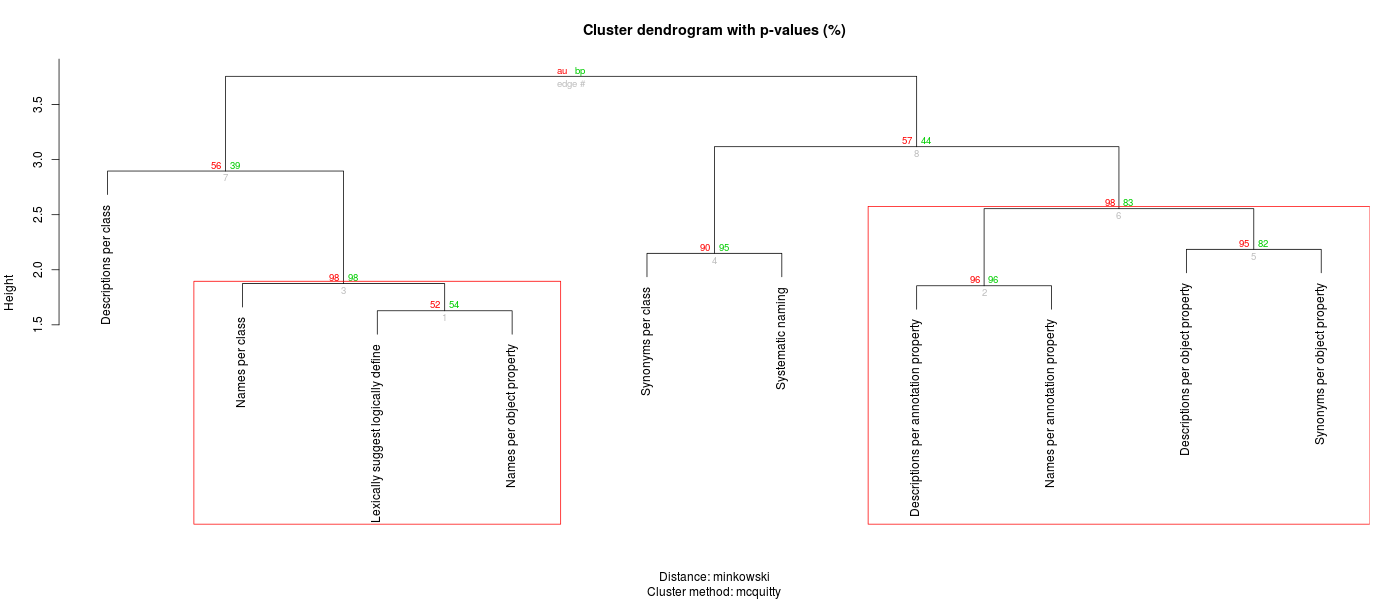 Cluster dendrogram with p-values (%)
au bp
edge #
3.5
3.0
2.5
2.0
1.5
Height
57 44
8
56 39
7
98 83
6
95 82
5
90 95
4
98 98
3
96 96
2
52 54
1
Descriptions per class
Names per class
Lexically suggest logically define
Names per object property
Synonyms per class
Systematic naming
Descriptions per annotation property
Names per annotation property
Descriptions per object property
Synonyms per object property
Distance: minkowski
Cluster method: mcquitty